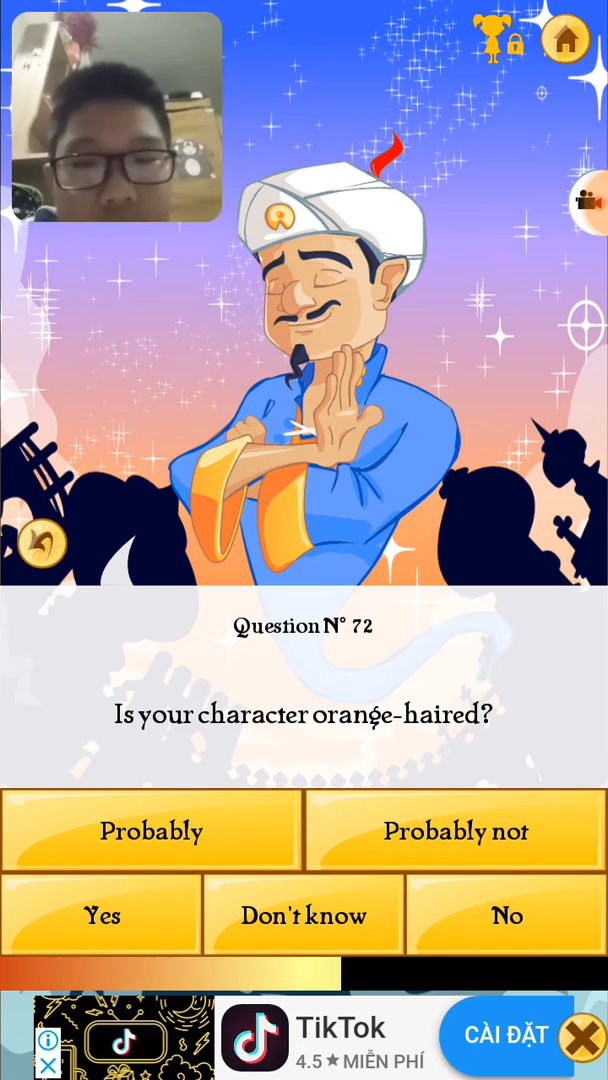 Question N° 72
Is your character orange-haired?
Probably
Probably not
Yes
Don't know
No
TikTok
4.5★MIỄN PHÍ
CÀI ĐẶT